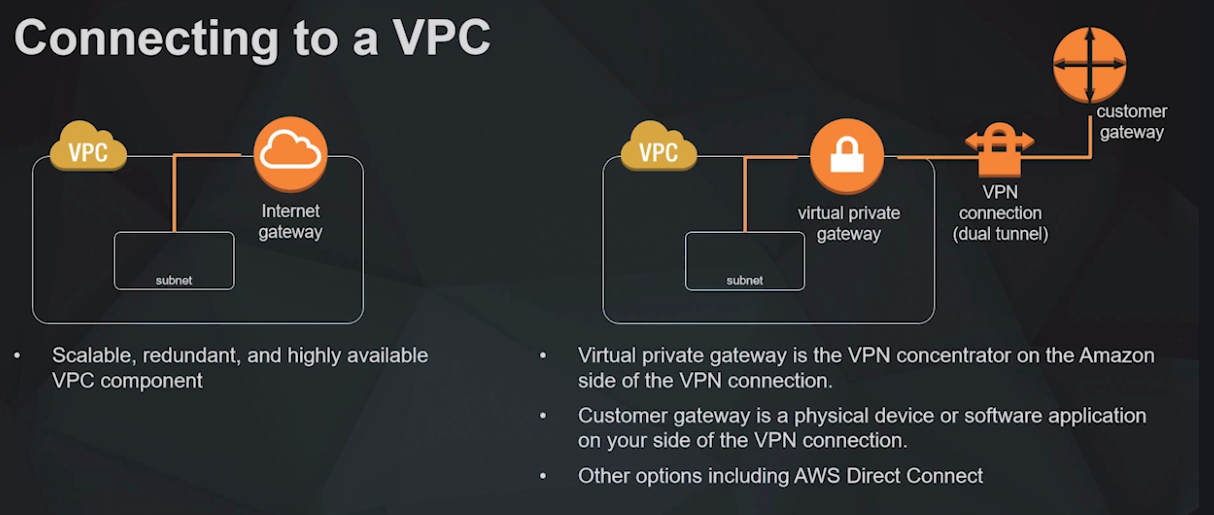 Connecting to a VPC
VPC
Internet
gateway
subnet
• Scalable, redundant, and highly available
VPC component
VPC
virtual private
gateway
subnet
VPN
connection
(dual tunnel)
customer
gateway
• Virtual private gateway is the VPN concentrator on the Amazon
side of the VPN connection.
• Customer gateway is a physical device or software application
on your side of the VPN connection.
• Other options including AWS Direct Connect